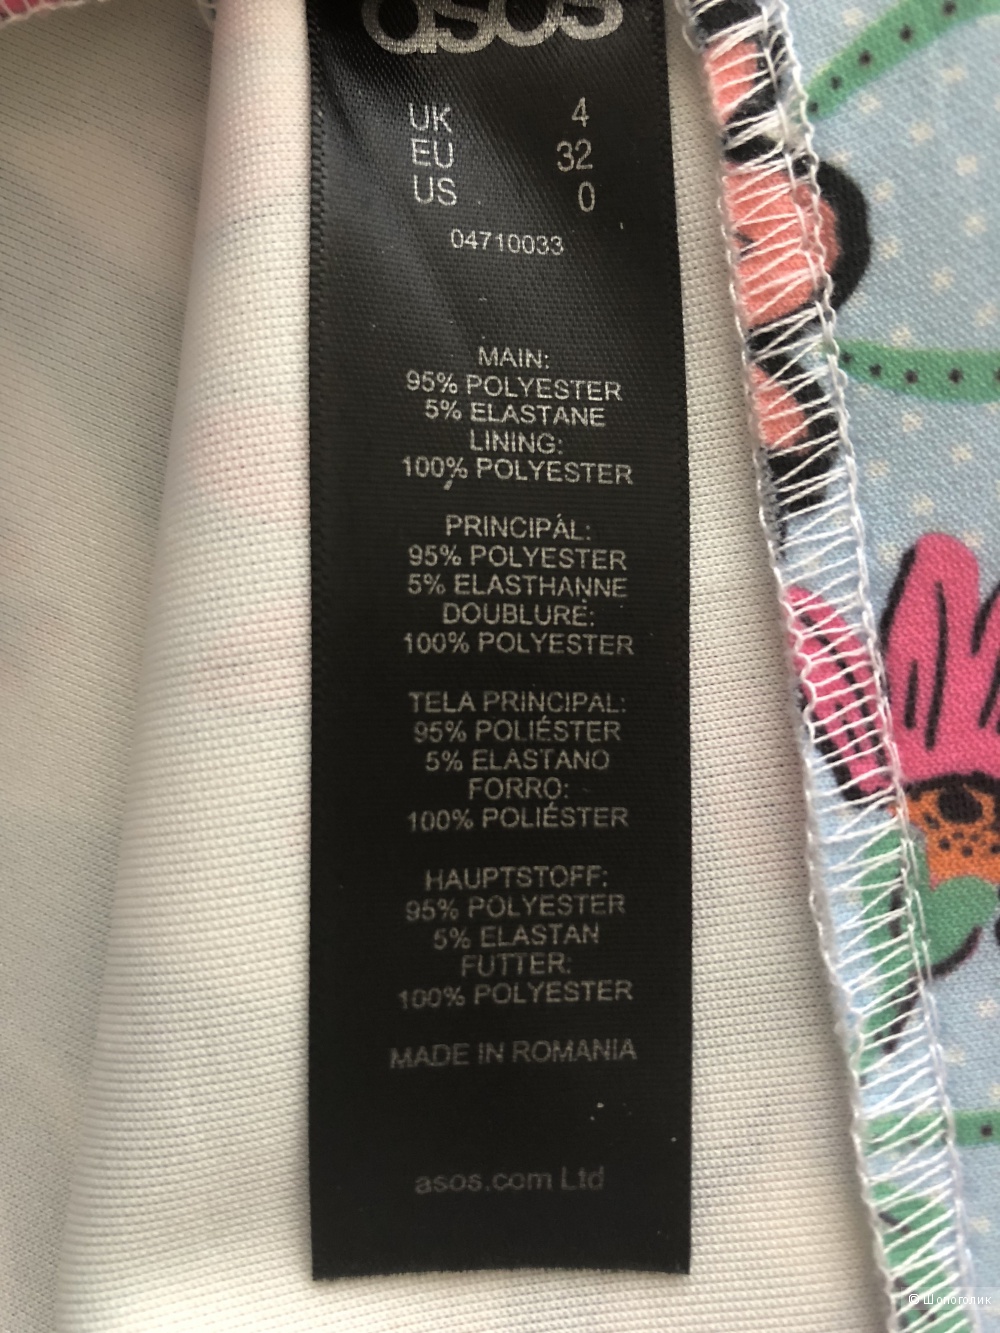 asos
UK 4
EU 32
US 0
04710033
MAIN:
95% POLYESTER
5% ELASTANE
LINING:
100% POLYESTER
PRINCIPÁL:
95% POLYESTER
5% ELASTHANNE
DOUBLURE:
100% POLYESTER
TELA PRINCIPAL:
95% POLIÉSTER
5% ELASTANO
FORRO:
100% POLIÉSTER
HAUPTSTOFF:
95% POLYESTER
5% ELASTAN
FUTTER:
100% POLYESTER
MADE IN ROMANIA
asos.com Ltd
© Шопоголик